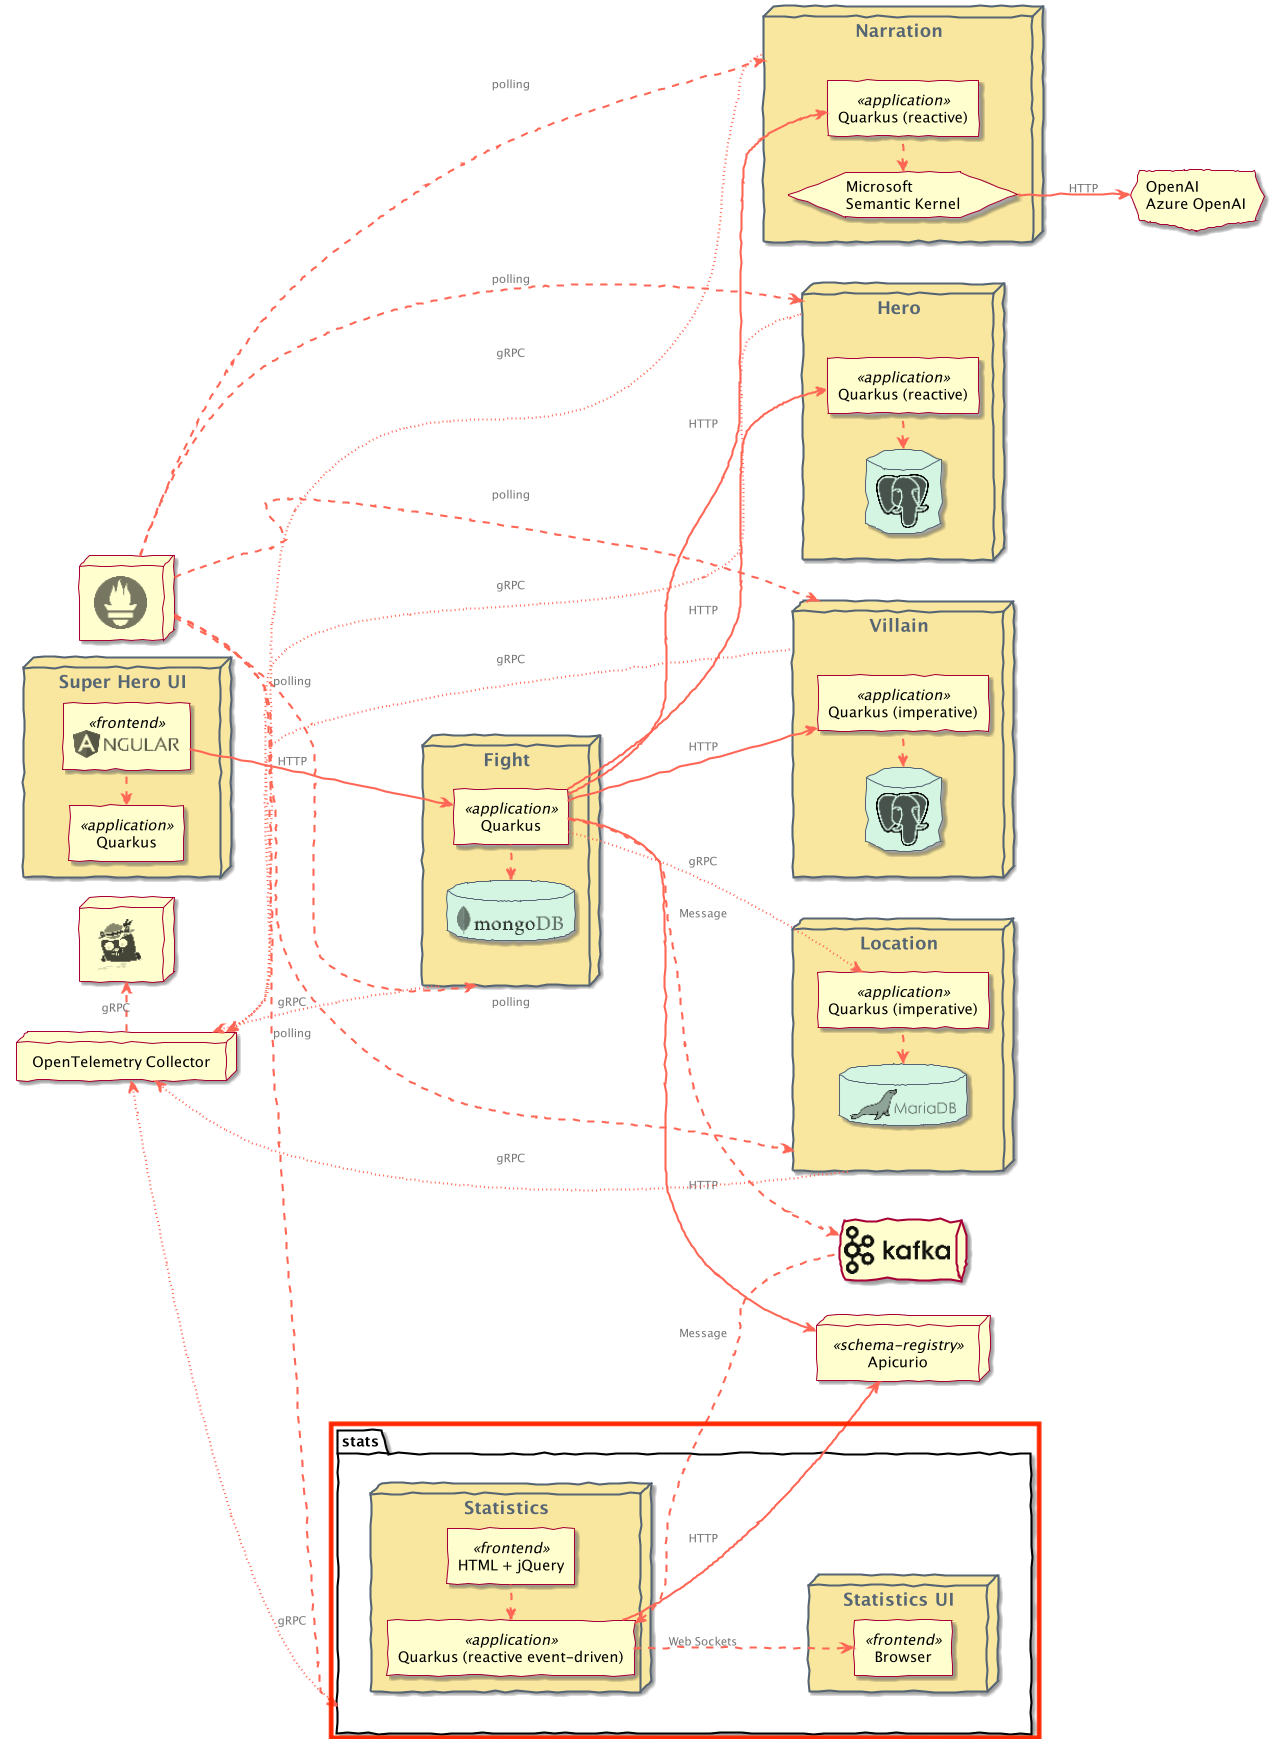 Narration
polling
«application»
Quarkus (reactive)
Microsoft
Semantic Kernel
HTTP
OpenAI
Azure OpenAI
polling
Hero
gRPC
«application»
Quarkus (reactive)
HTTP
polling
gRPC
HTTP
Villain
gRPC
polling
Super Hero UI
«application»
Quarkus (imperative)
«frontend»
ANGULAR
HTTP
HTTP
Fight
«application»
Quarkus
«application»
Quarkus
gRPC
Message
mongoDB
Location
«application»
Quarkus (imperative)
gRPC
gRPC
polling
polling
OpenTelemetry Collector
MariaDB
gRPC
HTTP
kafka
Message
«schema-registry»
Apicurio
stats
Statistics
«frontend»
HTML + jQuery
HTTP
Statistics UI
gRPC
«application»
Quarkus (reactive event-driven)
Web Sockets
«frontend»
Browser